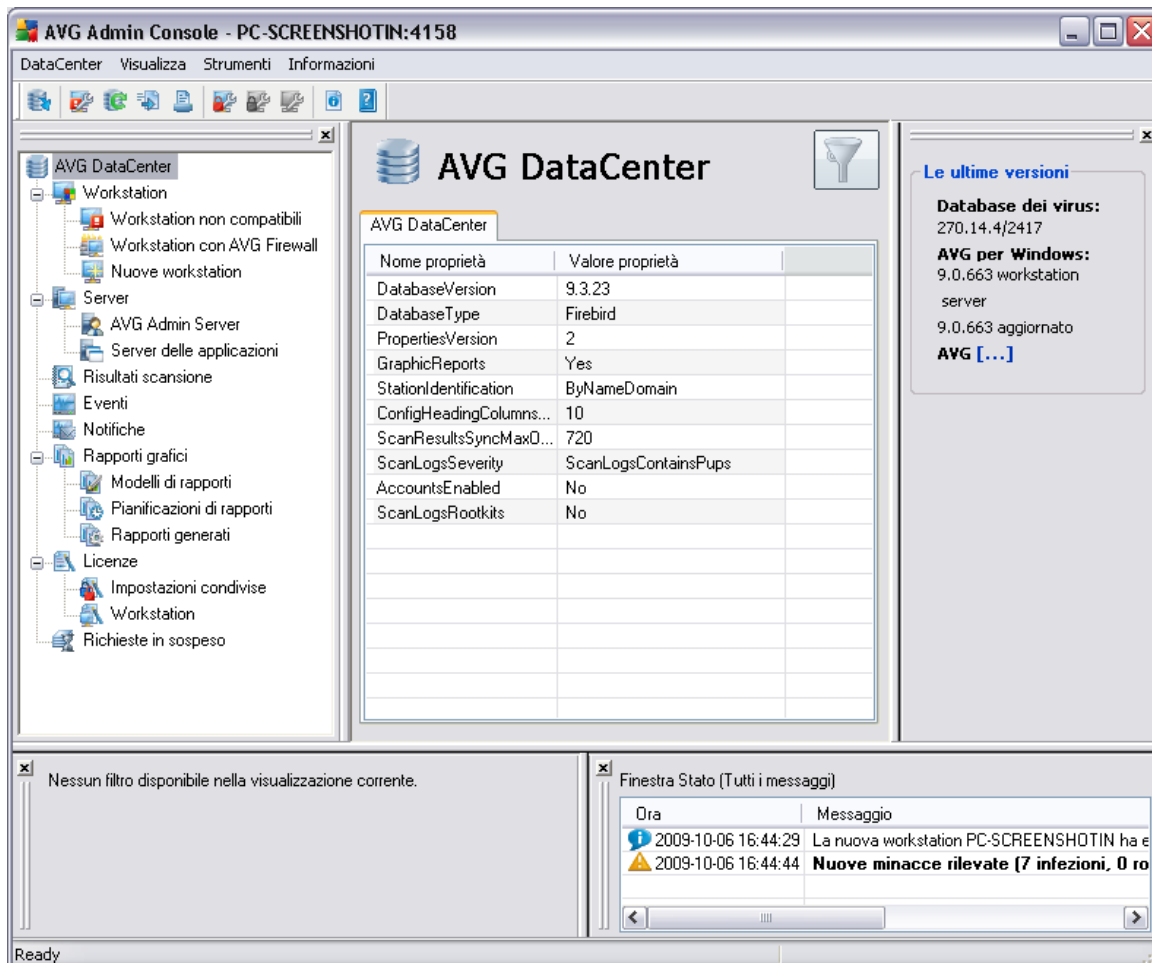 AVG Admin Console - PC-SCREENSHOTIN:4158
DataCenter Visualizza Strumenti Informazioni
AVG DataCenter
Workstation
Workstation non compatibili
Workstation con AVG Firewall
Nuove workstation
Server
AVG Admin Server
Server delle applicazioni
Risultati scansione
Eventi
Notifiche
Rapporti grafici
Modelli di rapporti
Pianificazioni di rapporti
Rapporti generati
Licenze
Impostazioni condivise
Workstation
Richieste in sospeso
AVG DataCenter
AVG DataCenter
Nome proprietà Valore proprietà
DatabaseVersion 9.3.23
DatabaseType Firebird
PropertiesVersion 2
GraphicReports Yes
StationIdentification ByNameDomain
ConfigHeadingColumns... 10
ScanResultsSyncMaxO... 720
ScanLogsSeverity ScanLogsContainsPups
AccountsEnabled No
ScanLogsRootkits No
Le ultime versioni
Database dei virus:
270.14.4/2417
AVG per Windows:
9.0.663 workstation
server
9.0.663 aggiornato
AVG [...]
Nessun filtro disponibile nella visualizzazione corrente.
Finestra Stato (Tutti i messaggi)
Ora Messaggio
2009-10-06 16:44:29 La nuova workstation PC-SCREENSHOTIN ha e
2009-10-06 16:44:44 Nuove minacce rilevate (7 infezioni, 0 ro
Ready